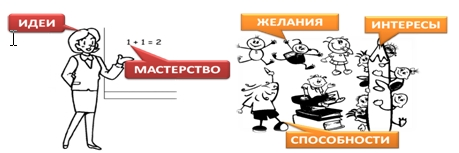 ИДЕИ
1 + 1 = 2
МАСТЕРСТВО
ЖЕЛАНИЯ
ИНТЕРЕСЫ
СПОСОБНОСТИ